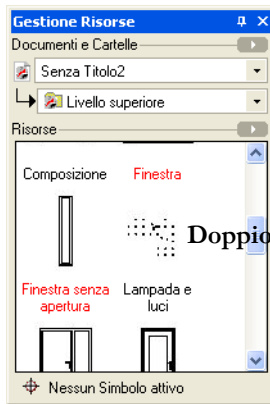 Gestione Risorse
Documenti e Cartelle
Senza Titolo2
Livello superiore
Risorse
Composizione Finestra
Doppio
Finestra senza Lampada e
apertura luci
Nessun Simbolo attivo